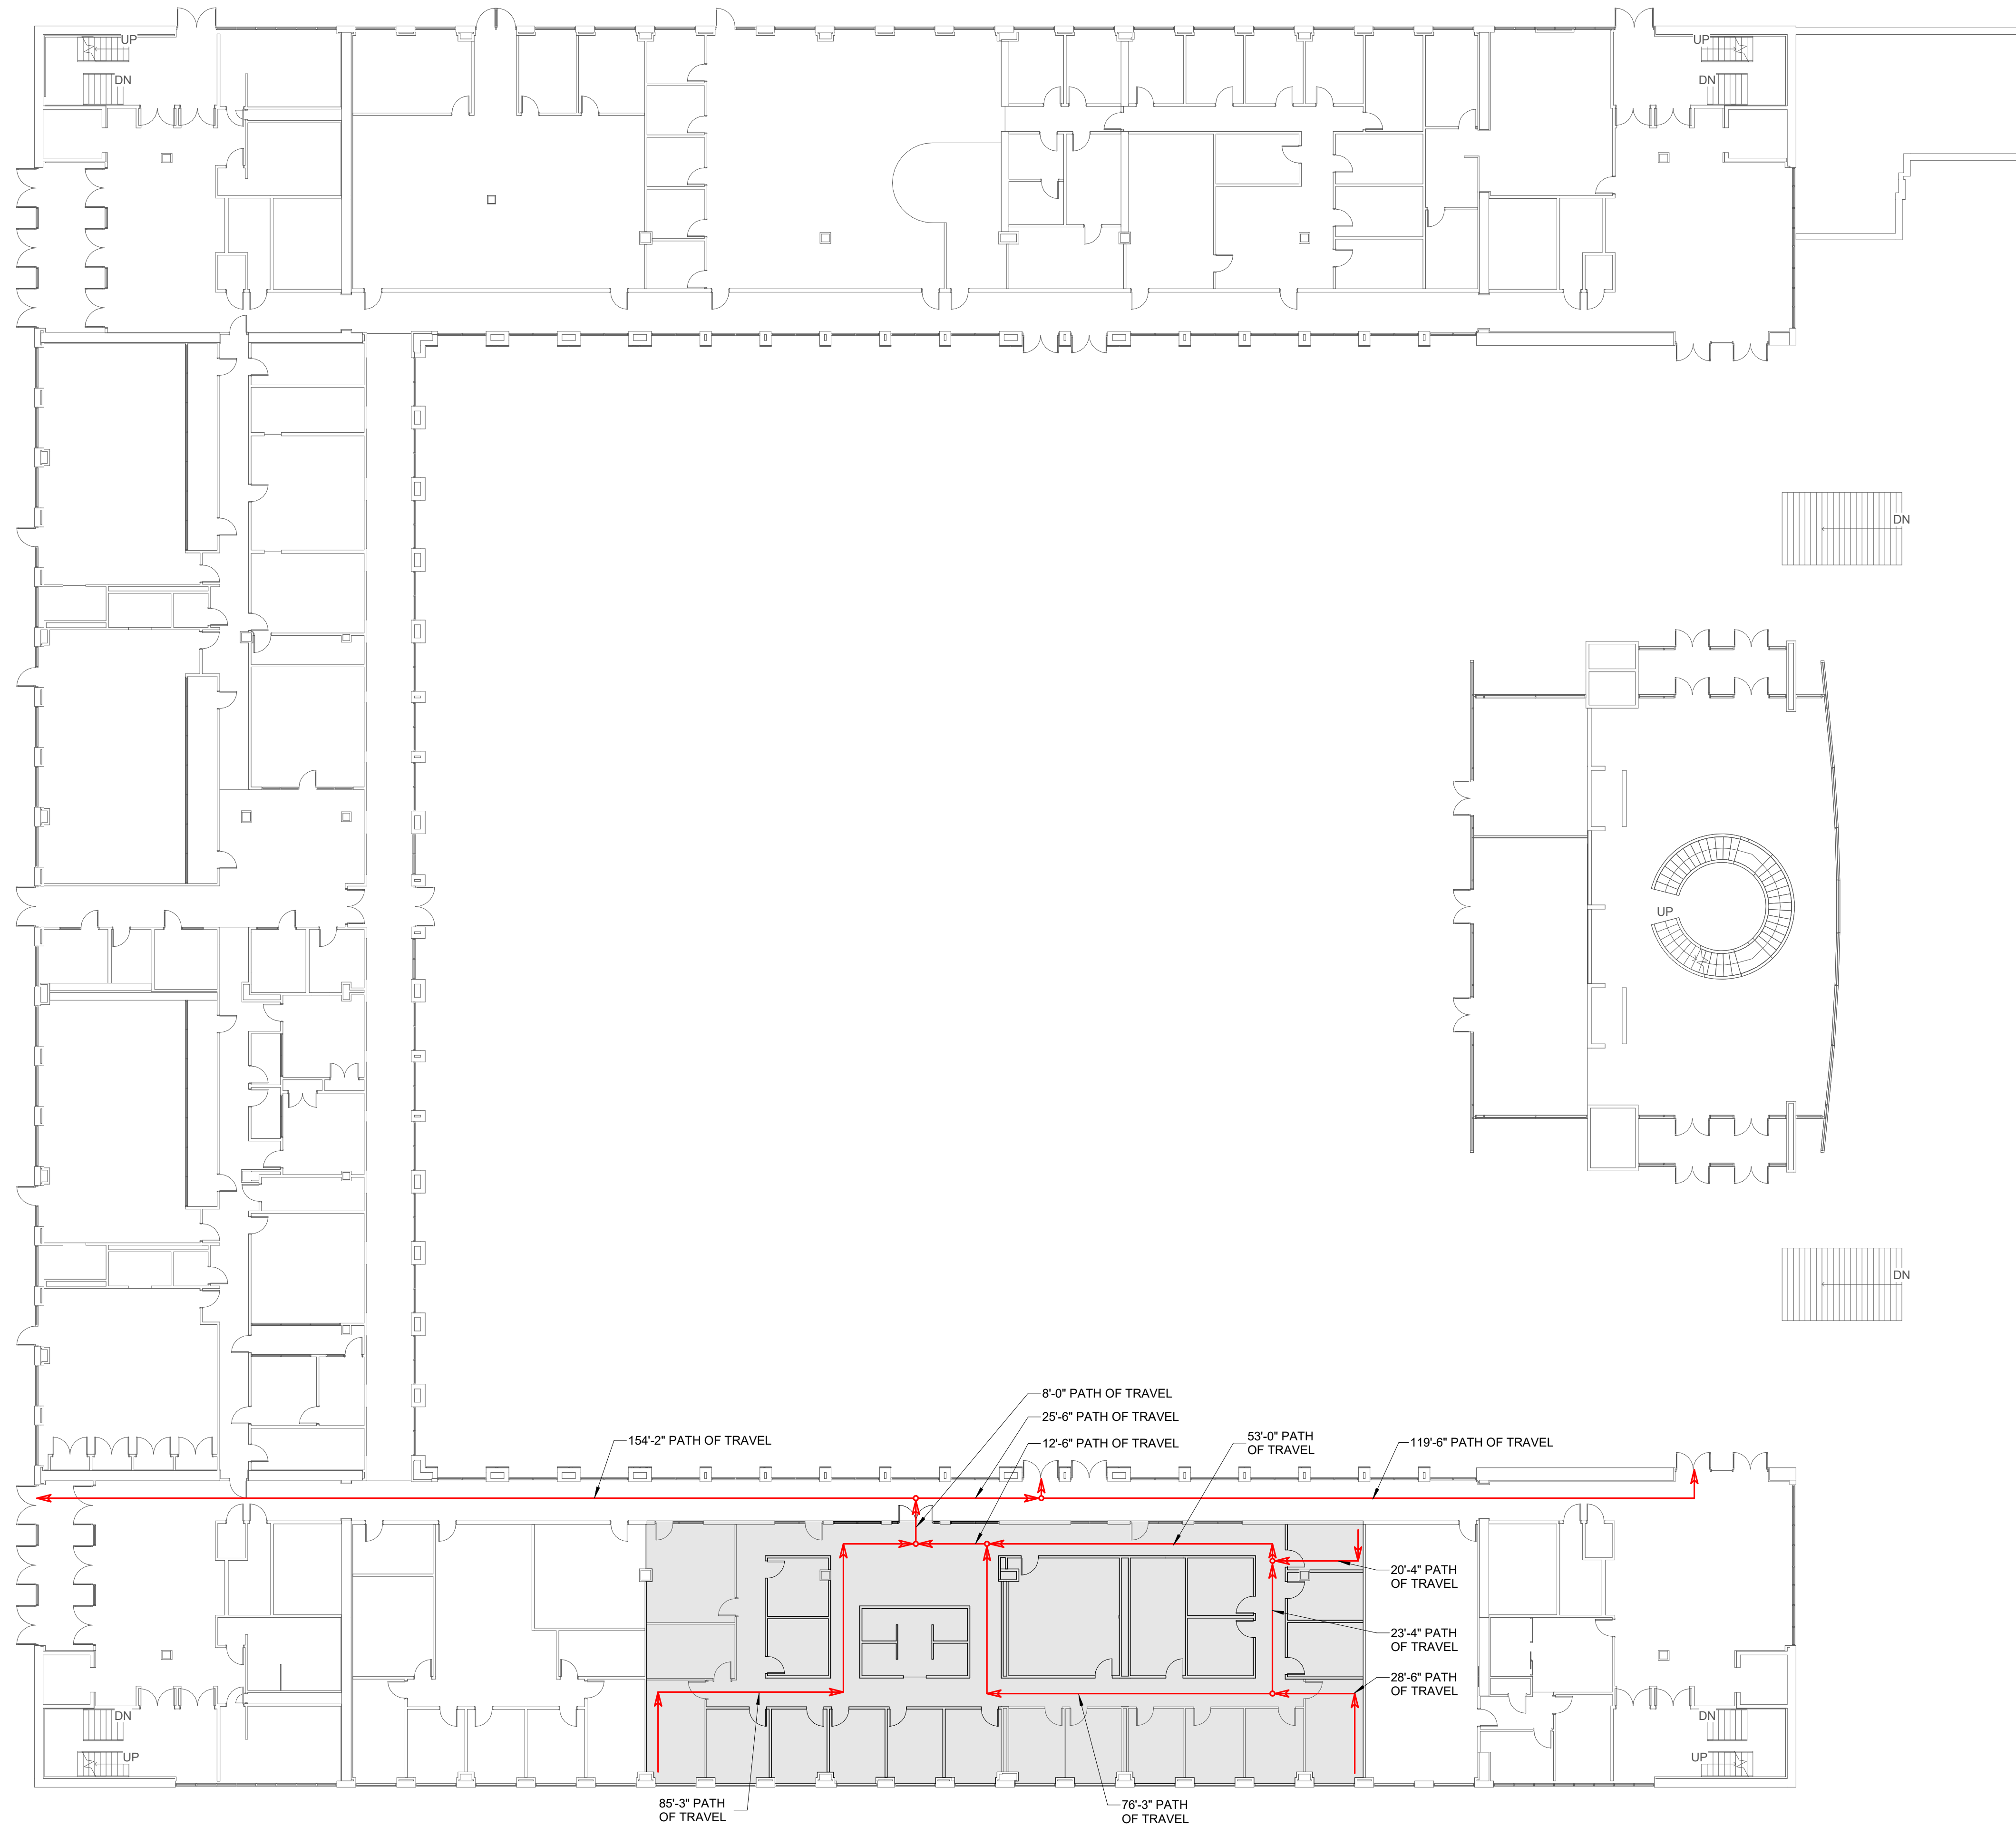 UP
DN
UP
DN
DN
UP
DN
8'-0" PATH OF TRAVEL
25'-6" PATH OF TRAVEL
12'-6" PATH OF TRAVEL
154'-2" PATH OF TRAVEL
53'-0" PATH
OF TRAVEL
119'-6" PATH OF TRAVEL
20'-4" PATH
OF TRAVEL
23'-4" PATH
OF TRAVEL
28'-6" PATH
OF TRAVEL
DN
UP
DN
UP
85'-3" PATH
OF TRAVEL
76'-3" PATH
OF TRAVEL